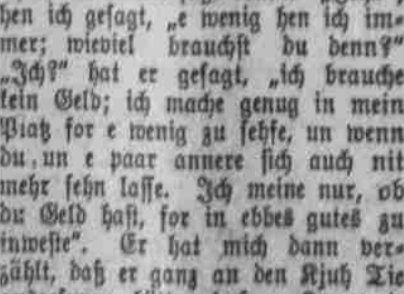 hen ich gesagt, „e wenig hen ich im-
mer; wieviel brauchst du denn?"
„Ich?" hat er gesagt, „ich brauche
kein Geld; ich mache genug in mein
Platz for e wenig zu sehfe, un wenn
du un e paar annere sich auch nit
mehr sehn lasse. Ich meine nur, ob
du Geld hast, for in ebbes gutes zu
inweste". Er hat mich dann ver-
zählt, daß er ganz an den Kjuh Tie